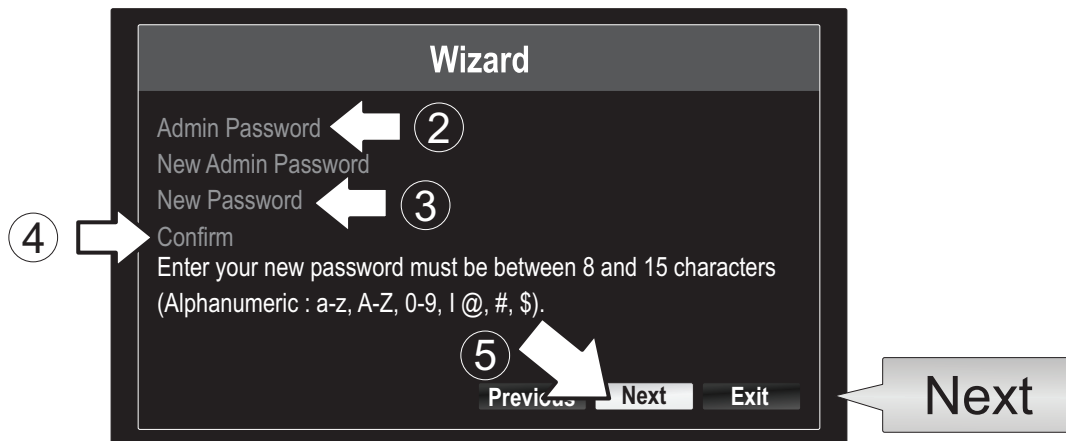 Wizard
Admin Password
②
New Admin Password
New Password
③
④
Confirm
Enter your new password must be between 8 and 15 characters
(Alphanumeric : a-z, A-Z, 0-9, I @, #, $).
⑤
Previous Next Exit
Next